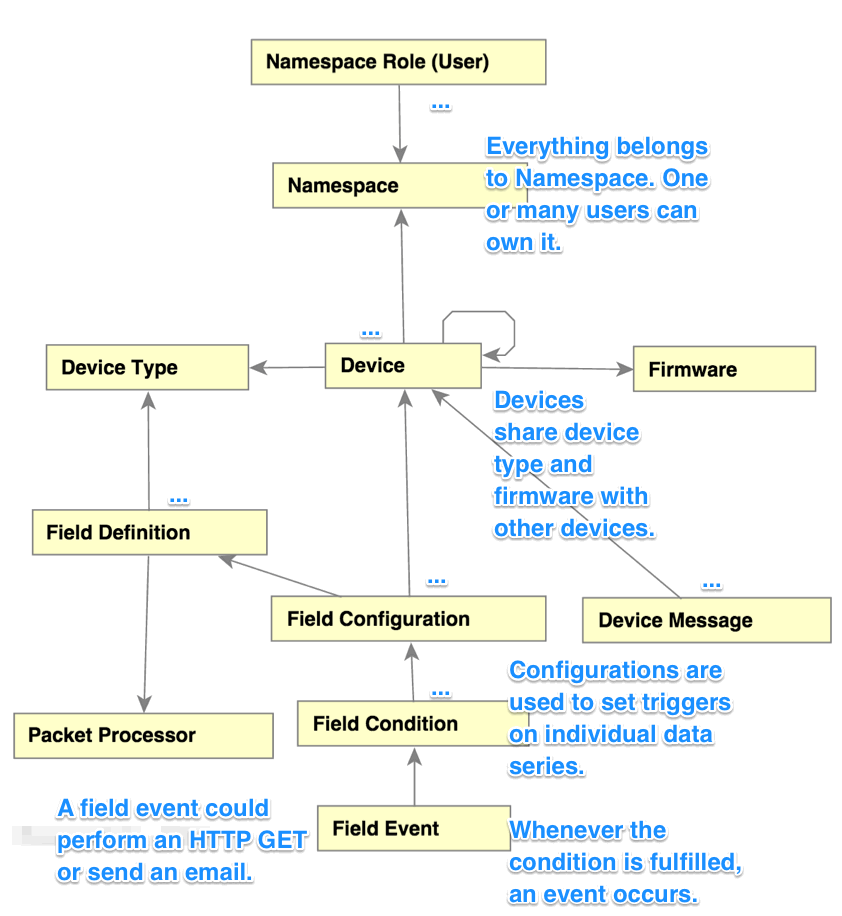 Namespace Role (User)
...
Namespace
Everything belongs
to Namespace. One
or many users can
own it.
...
Device Type
Device
Firmware
Devices
share device
type and
firmware with
other devices.
...
Field Definition
...
...
Field Configuration
Device Message
Configurations are
used to set triggers
on individual data
series.
...
Field Condition
Packet Processor
A field event could
perform an HTTP GET
or send an email.
Field Event
Whenever the
condition is fulfilled,
an event occurs.